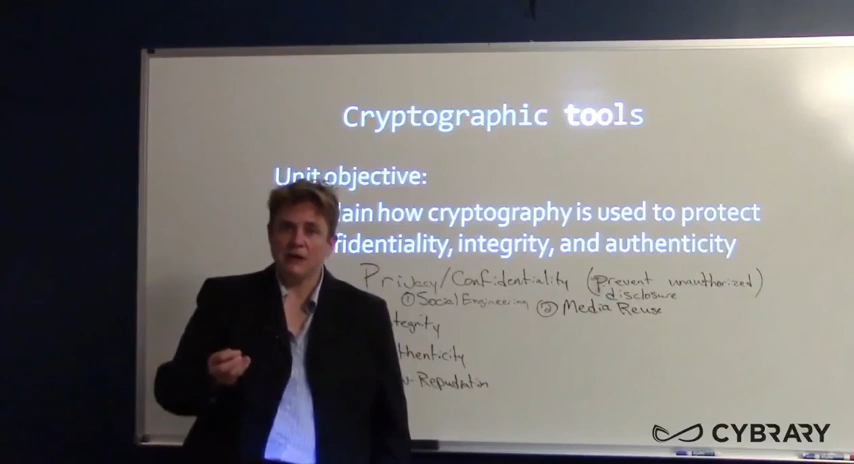 Cryptographic tools
Unit objective:
lain how cryptography is used to protect
fidentiality, integrity, and authenticity
Privacy/Confidentiality (prevent unauthorized)
disclosure
① Social Engineering ② Media Reuse
tegrity
thenticity
n-Repudiation
CYBRARY